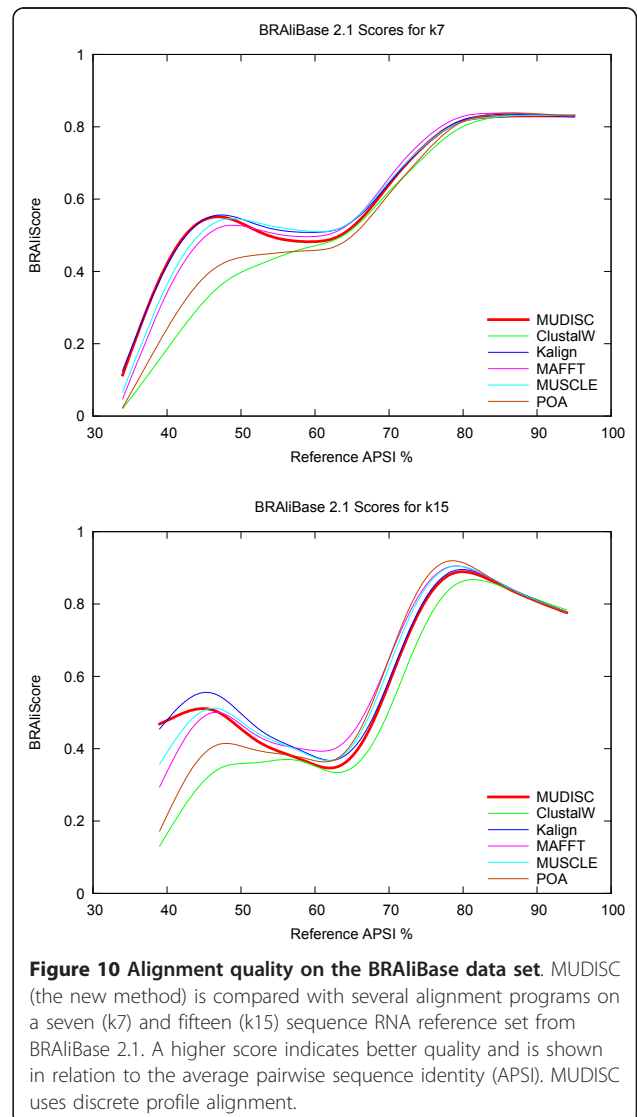 BRAliBase 2.1 Scores for k7
1
0.8
0.6
0.4
0.2
0
BRAliScore
MUDISC
ClustalW
Kalign
MAFFT
MUSCLE
POA
30 40 50 60 70 80 90 100
Reference APSI %
BRAliBase 2.1 Scores for k15
1
0.8
0.6
0.4
0.2
0
BRAliScore
MUDISC
ClustalW
Kalign
MAFFT
MUSCLE
POA
30 40 50 60 70 80 90 100
Reference APSI %
Figure 10 Alignment quality on the BRAliBase data set. MUDISC
(the new method) is compared with several alignment programs on
a seven (k7) and fifteen (k15) sequence RNA reference set from
BRAliBase 2.1. A higher score indicates better quality and is shown
in relation to the average pairwise sequence identity (APSI). MUDISC
uses discrete profile alignment.